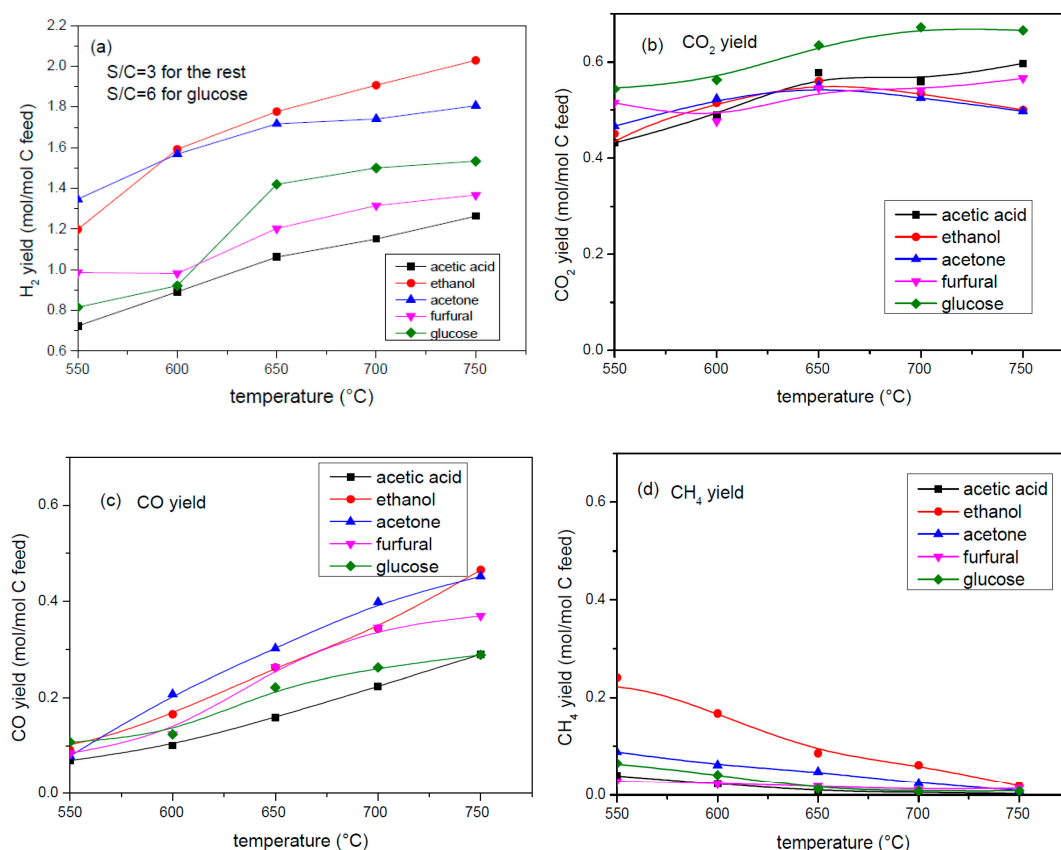 (a)
S/C=3 for the rest
S/C=6 for glucose
H2 yield (mol/mol C feed)
2.2
2.0
1.8
1.6
1.4
1.2
1.0
0.8
0.6
acetic acid
ethanol
acetone
furfural
glucose
550 600 650 700 750
temperature (°C)
(b) CO2 yield
CO2 yield (mol/mol C feed)
0.6
0.4
0.2
0.0
acetic acid
ethanol
acetone
furfural
glucose
550 600 650 700 750
temperature (°C)
(c) CO yield
CO yield (mol/mol C feed)
0.6
0.4
0.2
0.0
acetic acid
ethanol
acetone
furfural
glucose
550 600 650 700 750
temperature (°C)
(d) CH4 yield
CH4 yield (mol/mol C feed)
0.6
0.4
0.2
0.0
acetic acid
ethanol
acetone
furfural
glucose
550 600 650 700 750
temperature (°C)